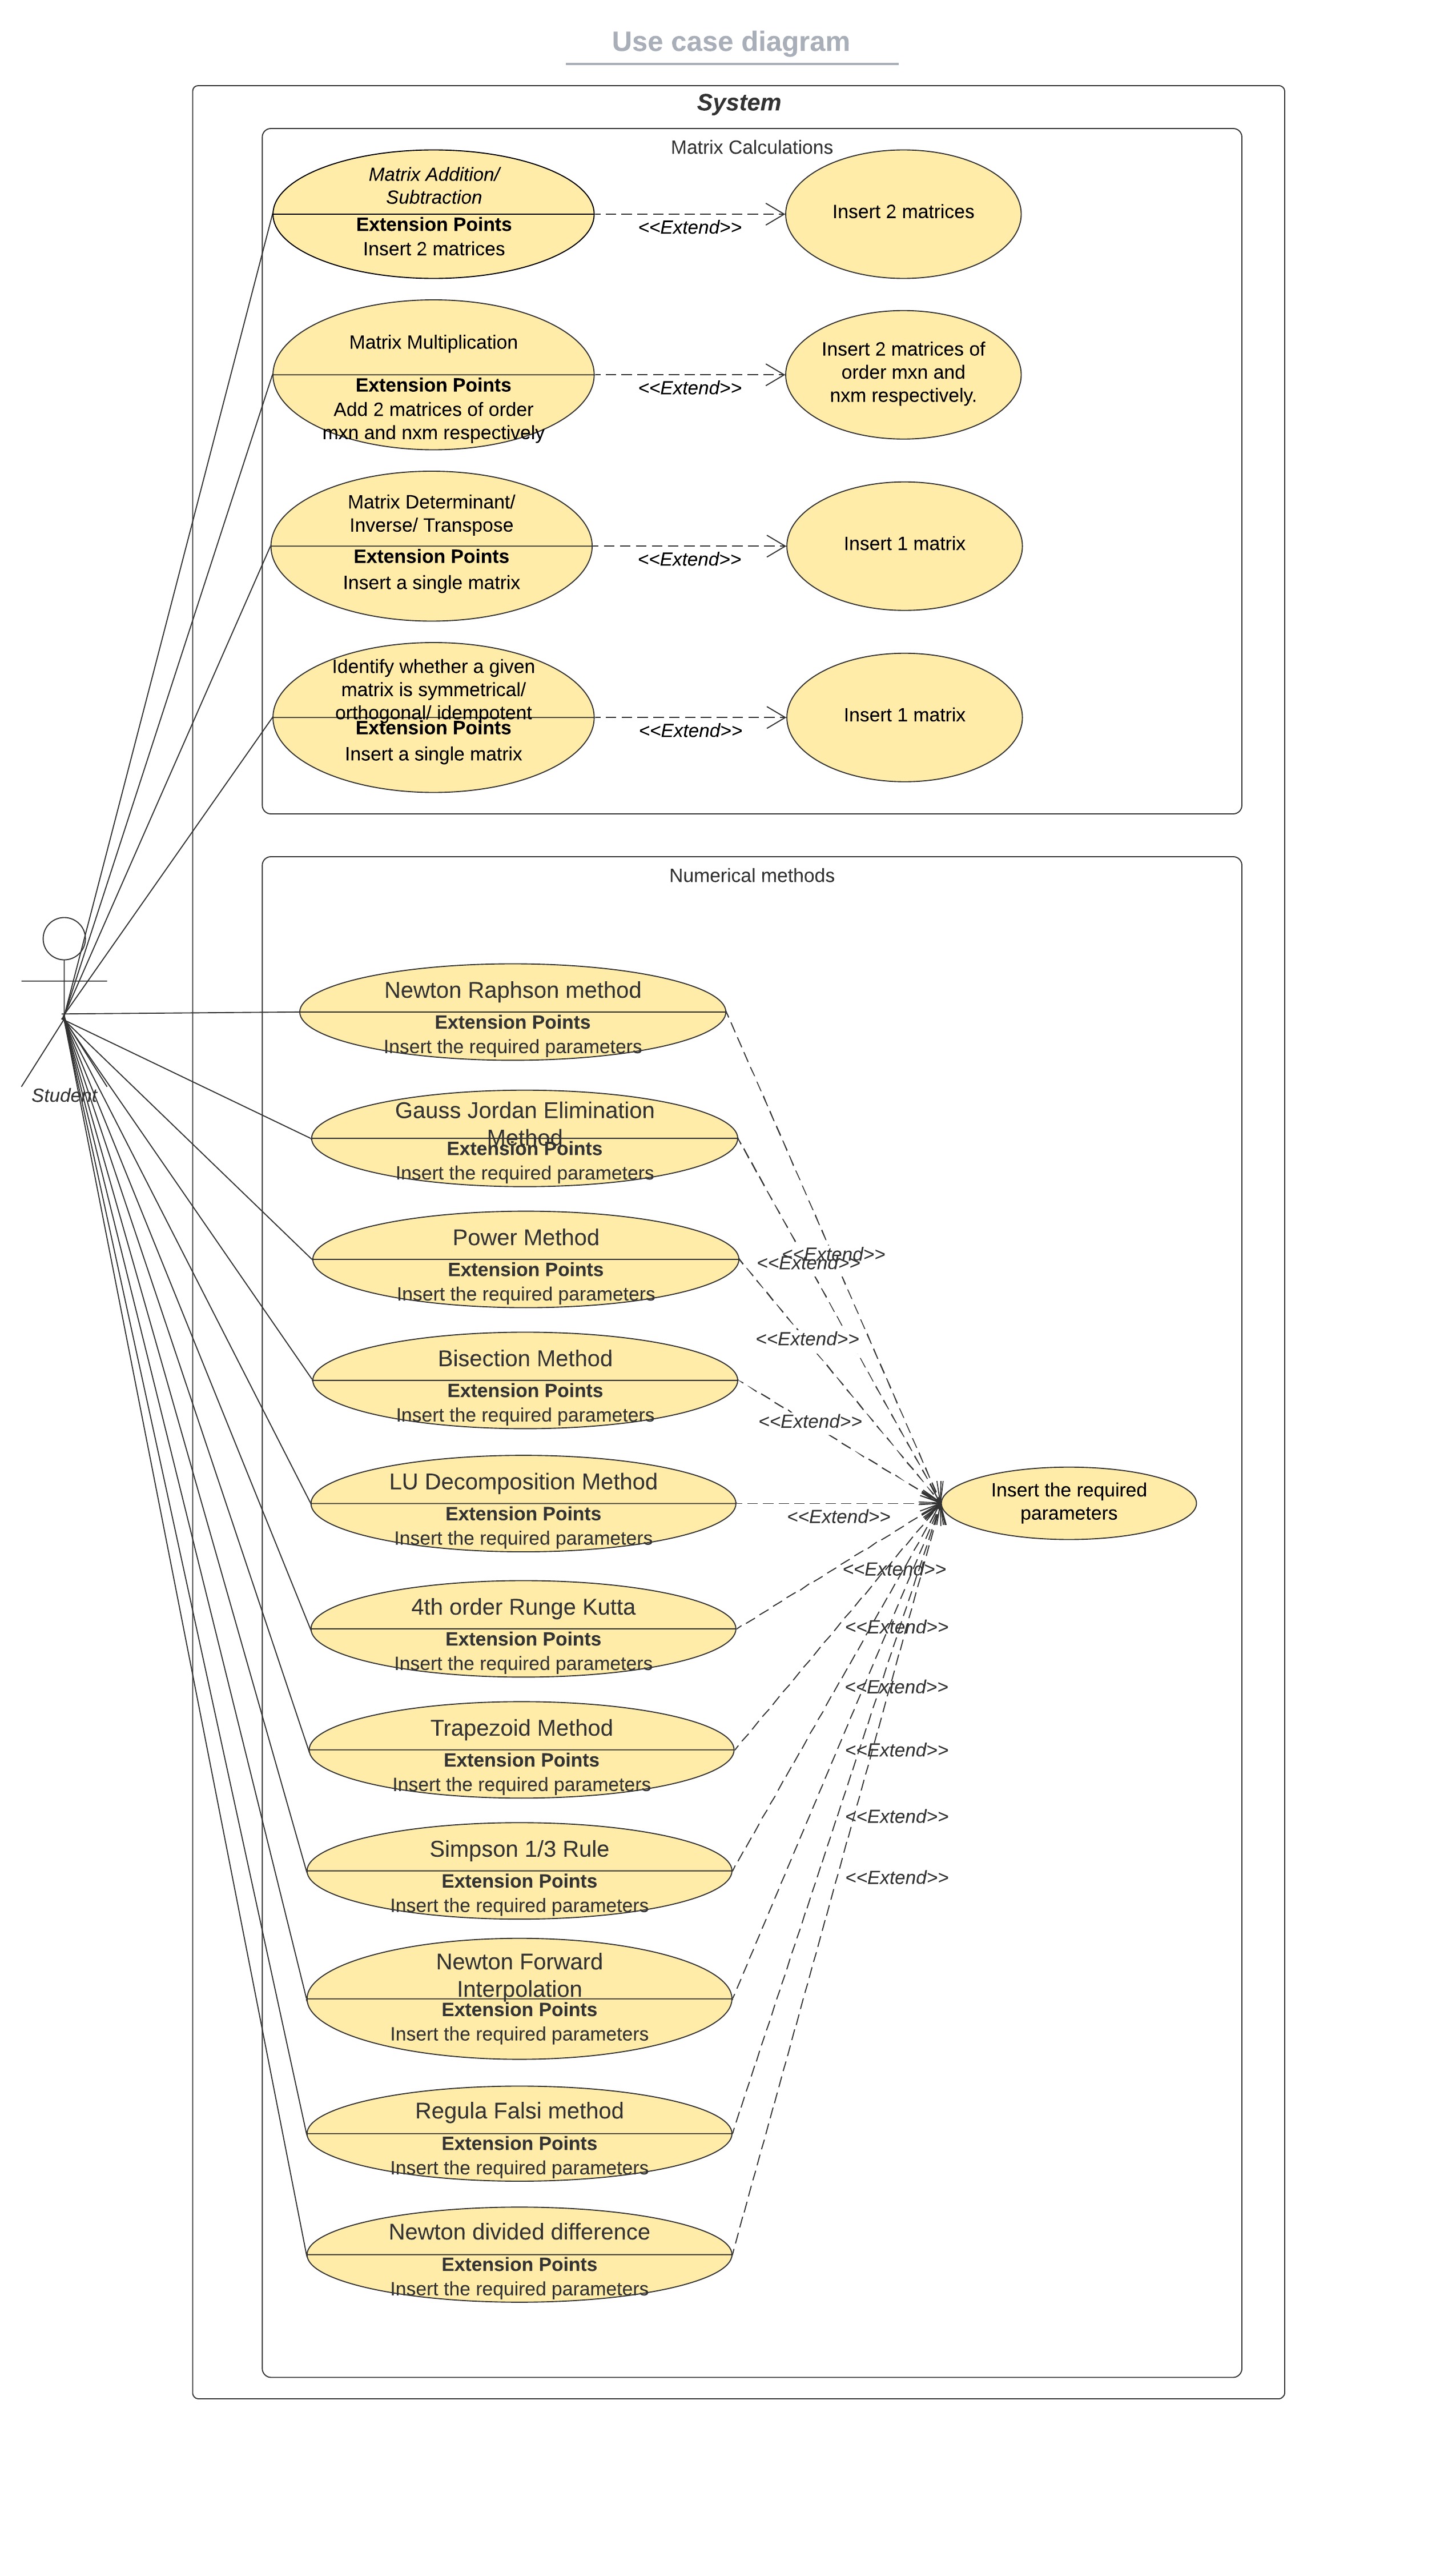 Use case diagram
System
Matrix Calculations
Matrix Addition/
Subtraction
Extension Points
Insert 2 matrices
<<Extend>>
Insert 2 matrices
Matrix Multiplication
Extension Points
Add 2 matrices of order
mxn and nxm respectively
<<Extend>>
Insert 2 matrices of
order mxn and
nxm respectively.
Matrix Determinant/
Inverse/ Transpose
Extension Points
Insert a single matrix
<<Extend>>
Insert 1 matrix
Identify whether a given
matrix is symmetrical/
orthogonal/ idempotent
Extension Points
Insert a single matrix
<<Extend>>
Insert 1 matrix
Student
Numerical methods
Newton Raphson method
Extension Points
Insert the required parameters
Gauss Jordan Elimination
Method
Extension Points
Insert the required parameters
Power Method
Extension Points
Insert the required parameters
Bisection Method
Extension Points
Insert the required parameters
LU Decomposition Method
Extension Points
Insert the required parameters
4th order Runge Kutta
Extension Points
Insert the required parameters
Trapezoid Method
Extension Points
Insert the required parameters
Simpson 1/3 Rule
Extension Points
Insert the required parameters
Newton Forward
Interpolation
Extension Points
Insert the required parameters
Regula Falsi method
Extension Points
Insert the required parameters
Newton divided difference
Extension Points
Insert the required parameters
<<Extend>>
<<Extend>>
<<Extend>>
<<Extend>>
<<Extend>>
<<Extend>>
<<Extend>>
<<Extend>>
<<Extend>>
<<Extend>>
<<Extend>>
Insert the required
parameters